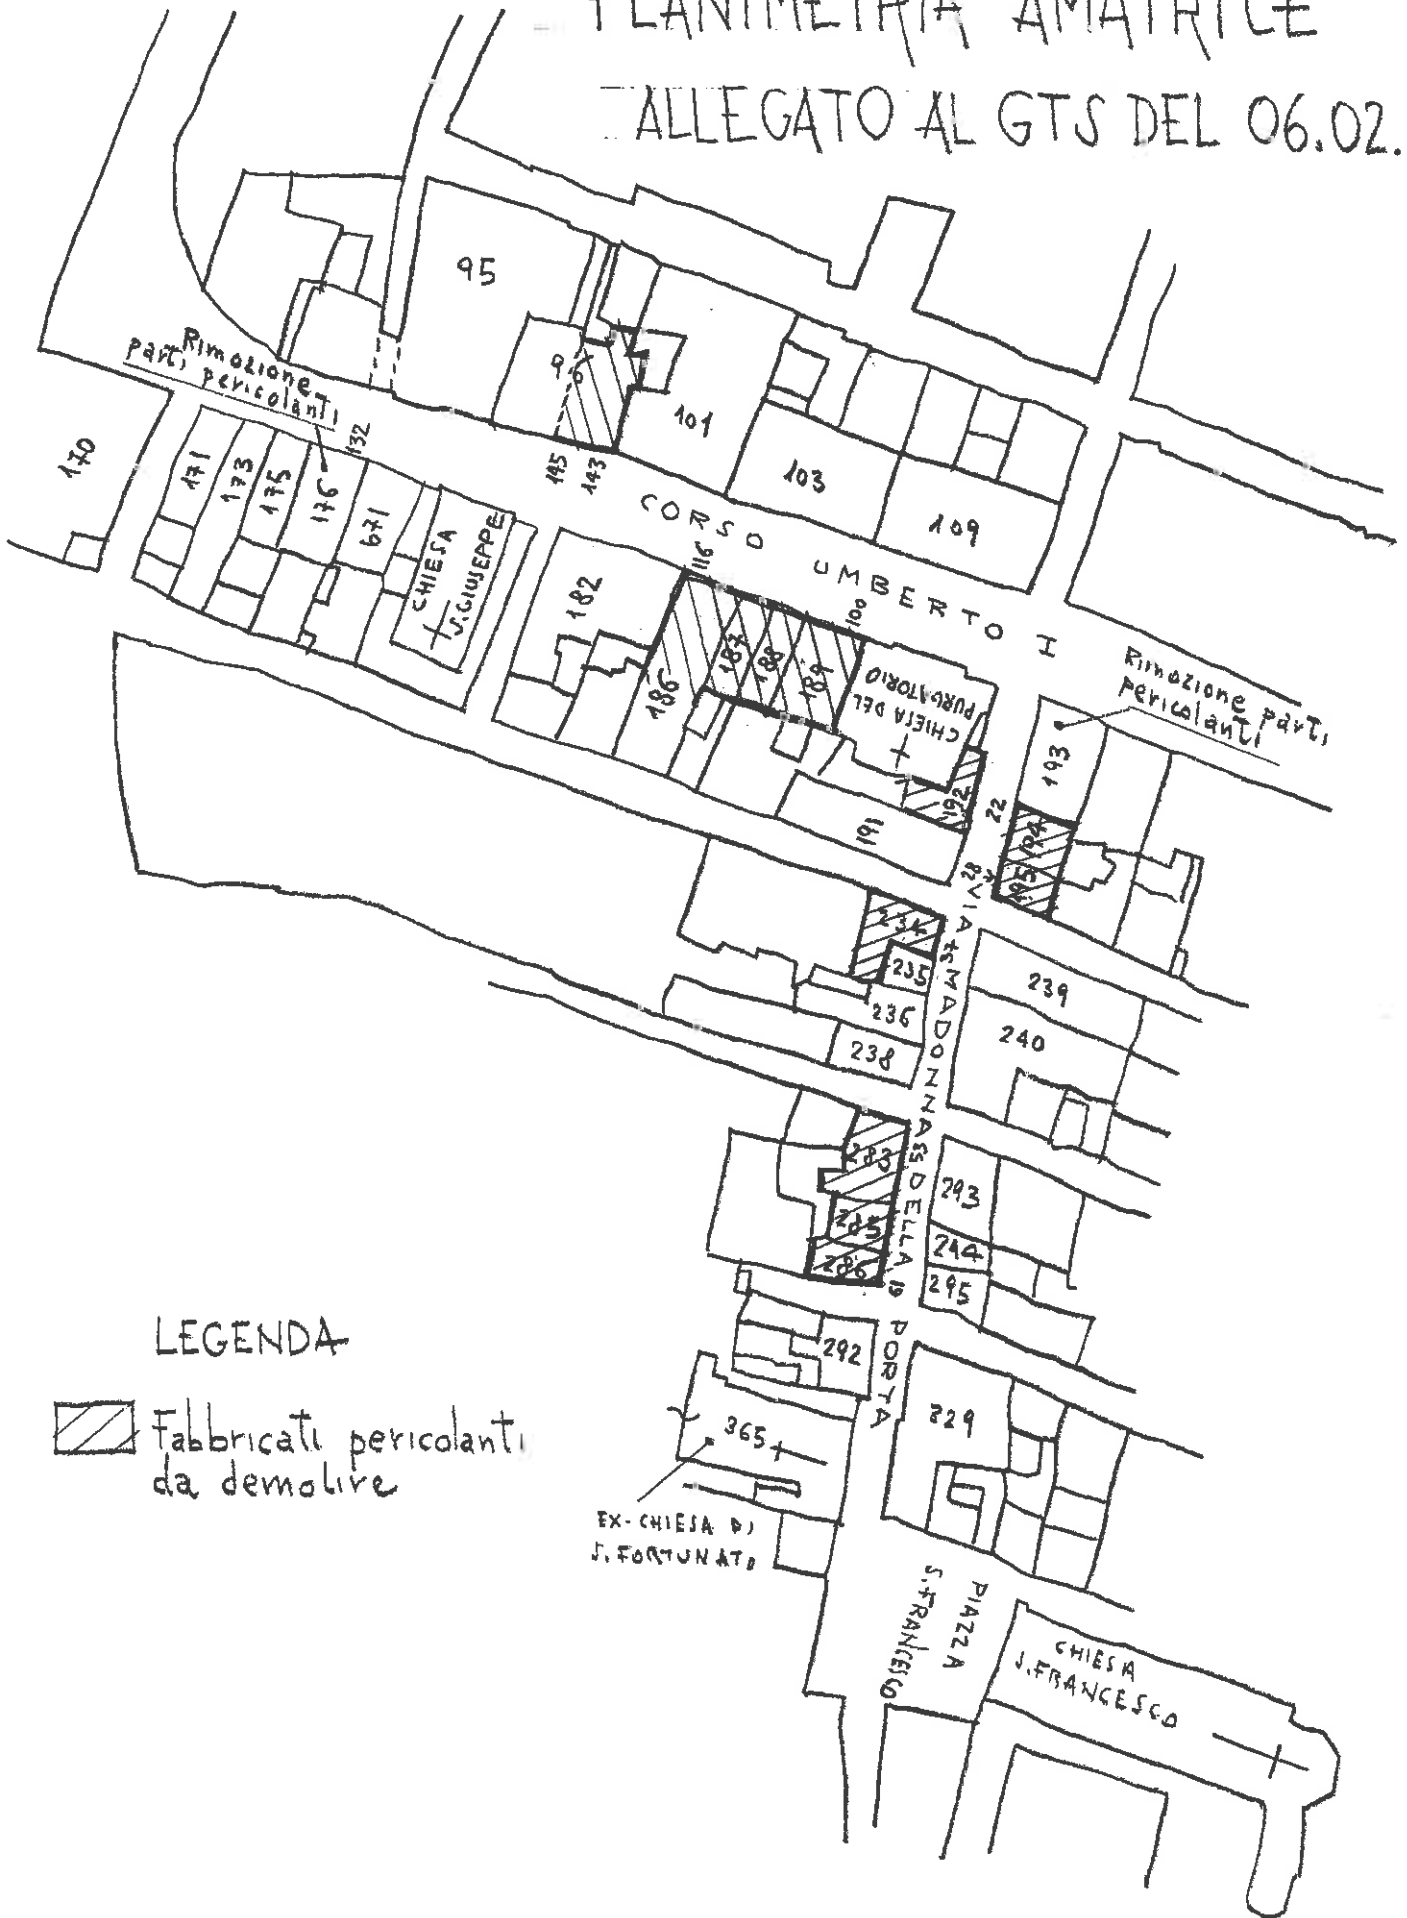 PLANIMETRIA AMATRICE
ALLEGATO AL GTS DEL 06.02.
95
96
101
103
109
Rimozione
parti pericolanti
132
145
143
170
171
173
175
176
671
CHIESA
S. GIUSEPPE
CORSO UMBERTO I
116
100
182
186
187
188
189
CHIESA DEL
PURGATORIO
Rimozione parti
pericolanti
193
192
22
194
195
191
28
234
235
236
238
37
239
240
VIA MADONNA DELLA PORTA
283
285
286
35
19
293
294
295
292
329
365
EX-CHIESA DI
S. FORTUNATO
LEGENDA
Fabbricati pericolanti
da demolire
PIAZZA
S. FRANCESCO
CHIESA
S. FRANCESCO